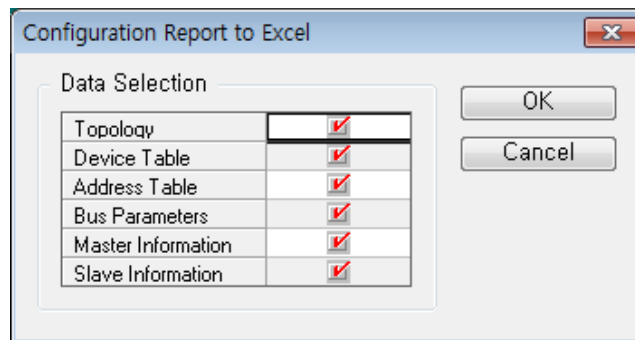 Configuration Report to Excel
Data Selection
Topology
Device Table
Address Table
Bus Parameters
Master Information
Slave Information
OK
Cancel